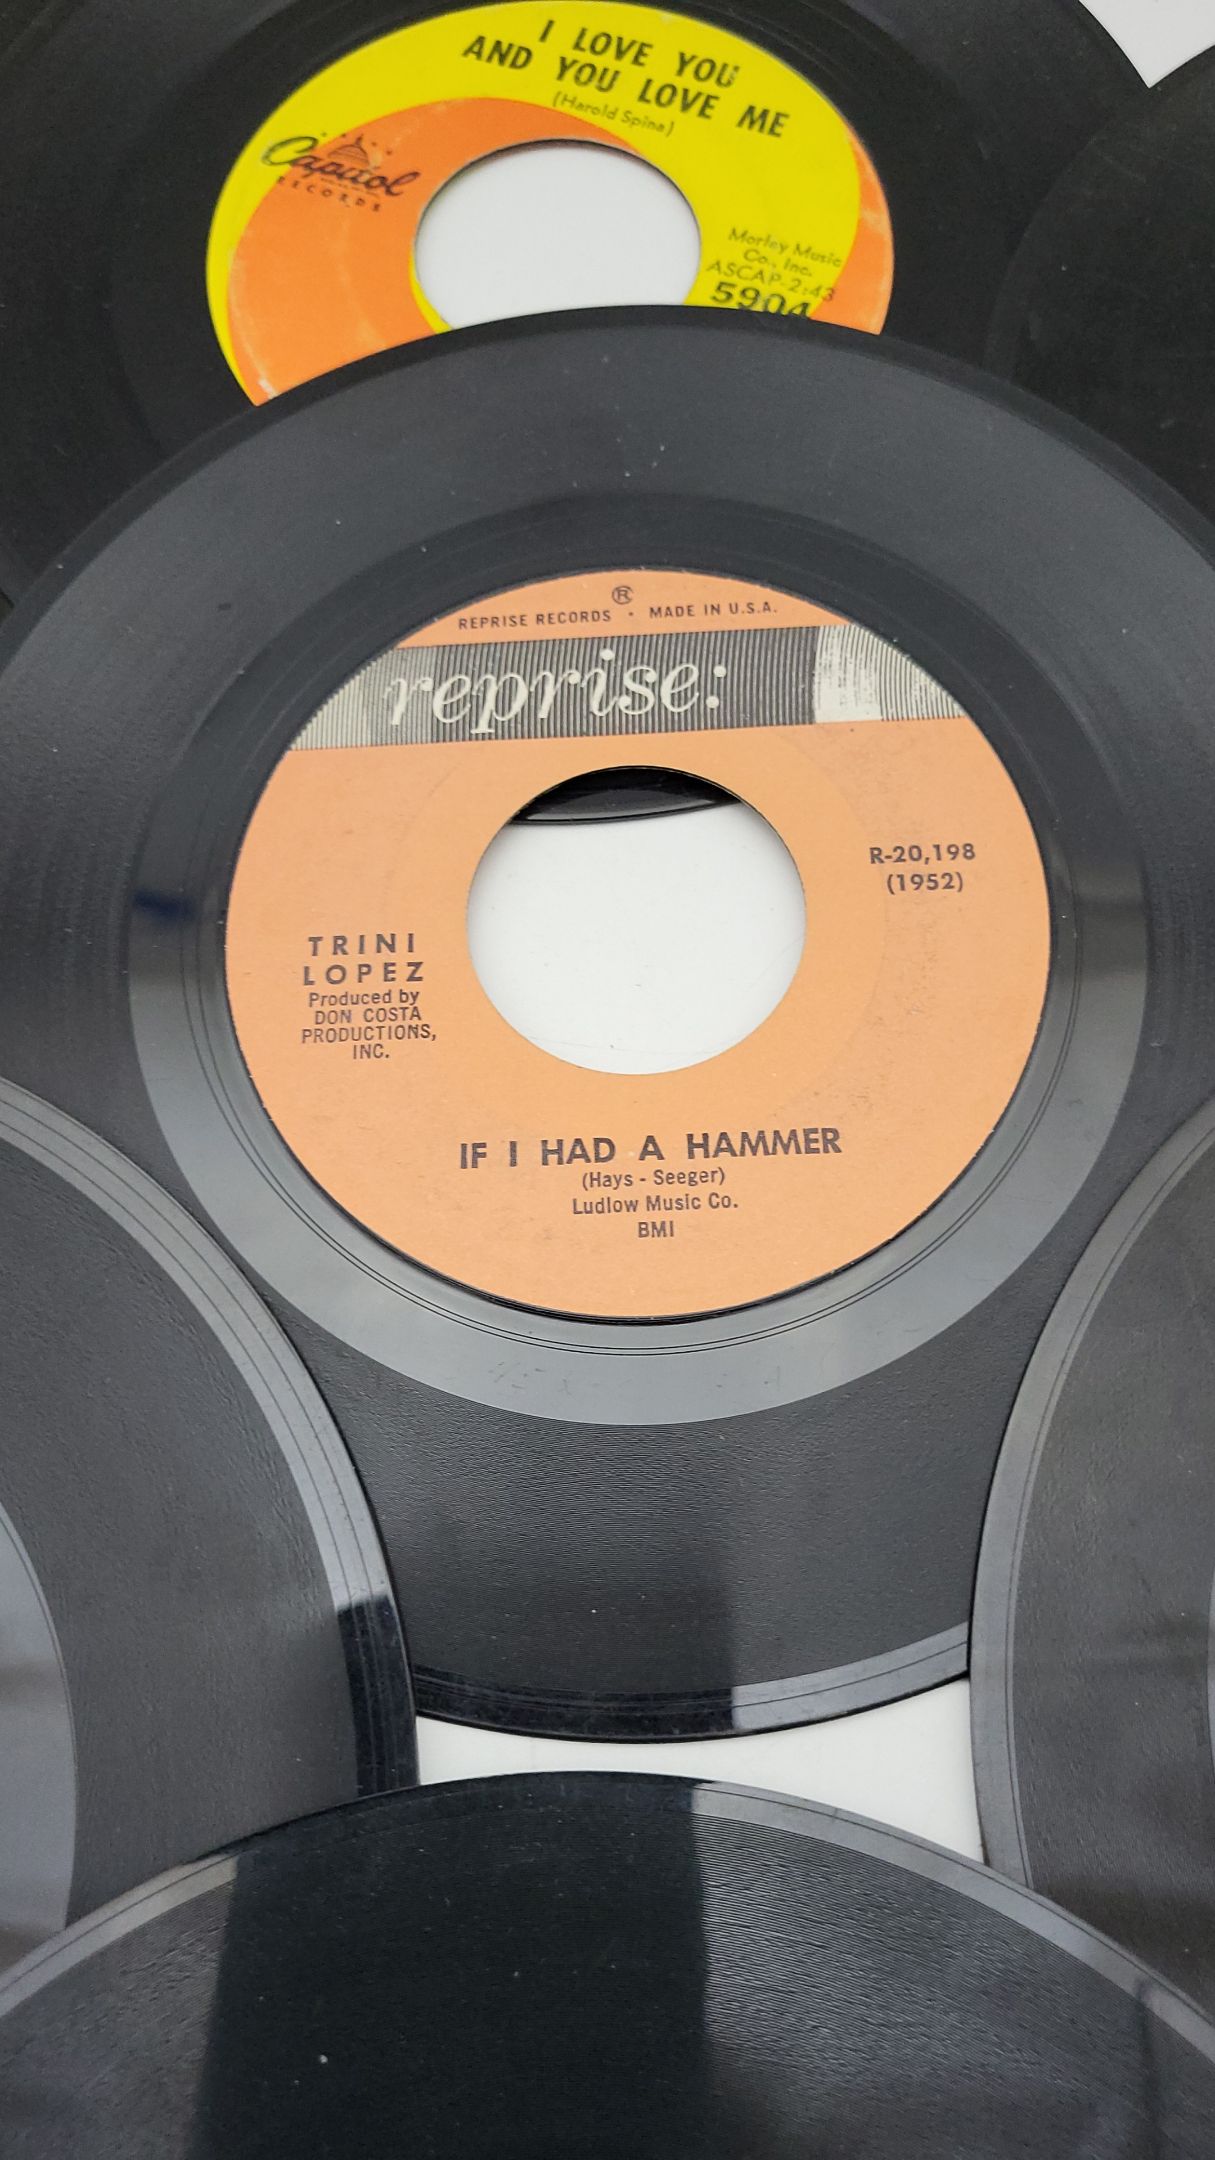 I LOVE YOU
AND YOU LOVE ME
(Harold Spina)
Capitol
RECORDS
Morley Music
Co., Inc.
ASCAP-2:43
5904
®
REPRISE RECORDS • MADE IN U.S.A.
reprise:
R-20,198
(1952)
TRINI
LOPEZ
Produced by
DON COSTA
PRODUCTIONS,
INC.
IF I HAD A HAMMER
(Hays - Seeger)
Ludlow Music Co.
BMI